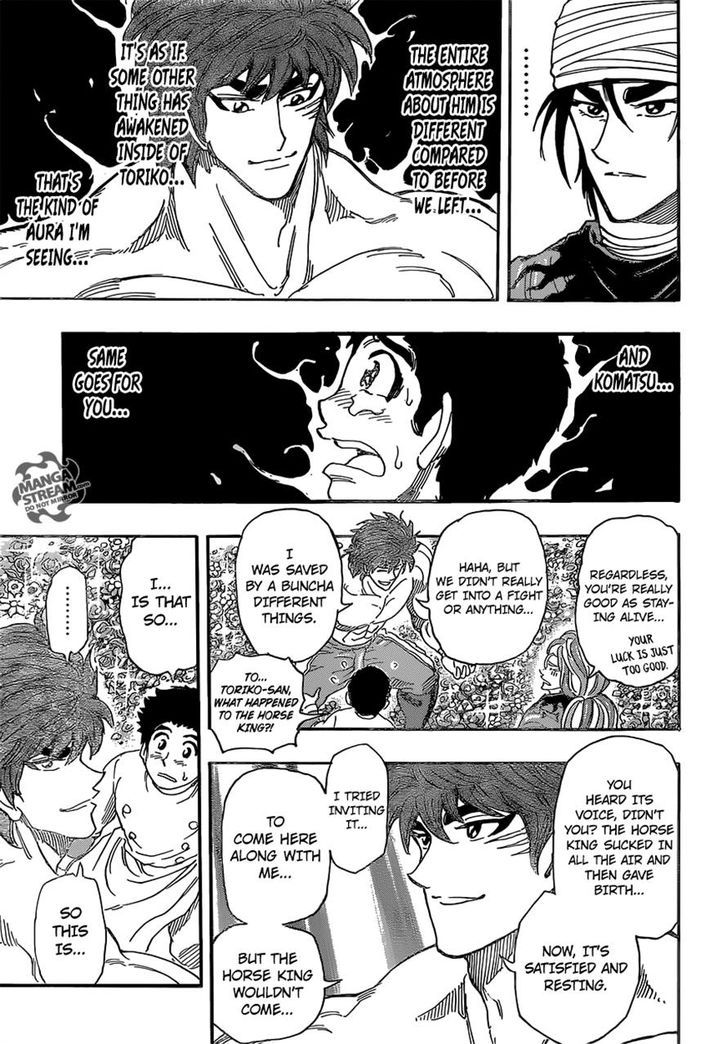 ........
THE ENTIRE
ATMOSPHERE
ABOUT HIM IS
DIFFERENT
COMPARED
TO BEFORE
WE LEFT...
IT'S AS IF
SOME OTHER
THING HAS
AWAKENED
INSIDE OF
TORIKO!...
THAT'S
THE KIND OF
AURA I'M
SEEING...
AND
KOMATSU...
SAME
GOES FOR
YOU...
MANGA
STREAM.com
DO NOT MIRROR
REGARDLESS,
YOU'RE REALLY
GOOD AS STAY-
ING ALIVE...
YOUR
LUCK IS JUST
TOO GOOD.
HAHA, BUT
WE DIDN'T REALLY
GET INTO A FIGHT
OR ANYTHING...
I
WAS SAVED
BY A BUNCHA
DIFFERENT
THINGS.
TO...
TORIKO-SAN,
WHAT HAPPENED
TO THE HORSE
KING?!
YOU
HEARD ITS
VOICE, DIDN'T
YOU? THE HORSE
KING SUCKED IN
ALL THE AIR AND
THEN GAVE
BIRTH...
NOW, IT'S
SATISFIED AND
RESTING.
I TRIED
INVITING
IT...
TO
COME HERE
ALONG WITH
ME...
BUT THE
HORSE KING
WOULDN'T
COME...
I...
IS THAT
SO...
........
SO
THIS
IS...